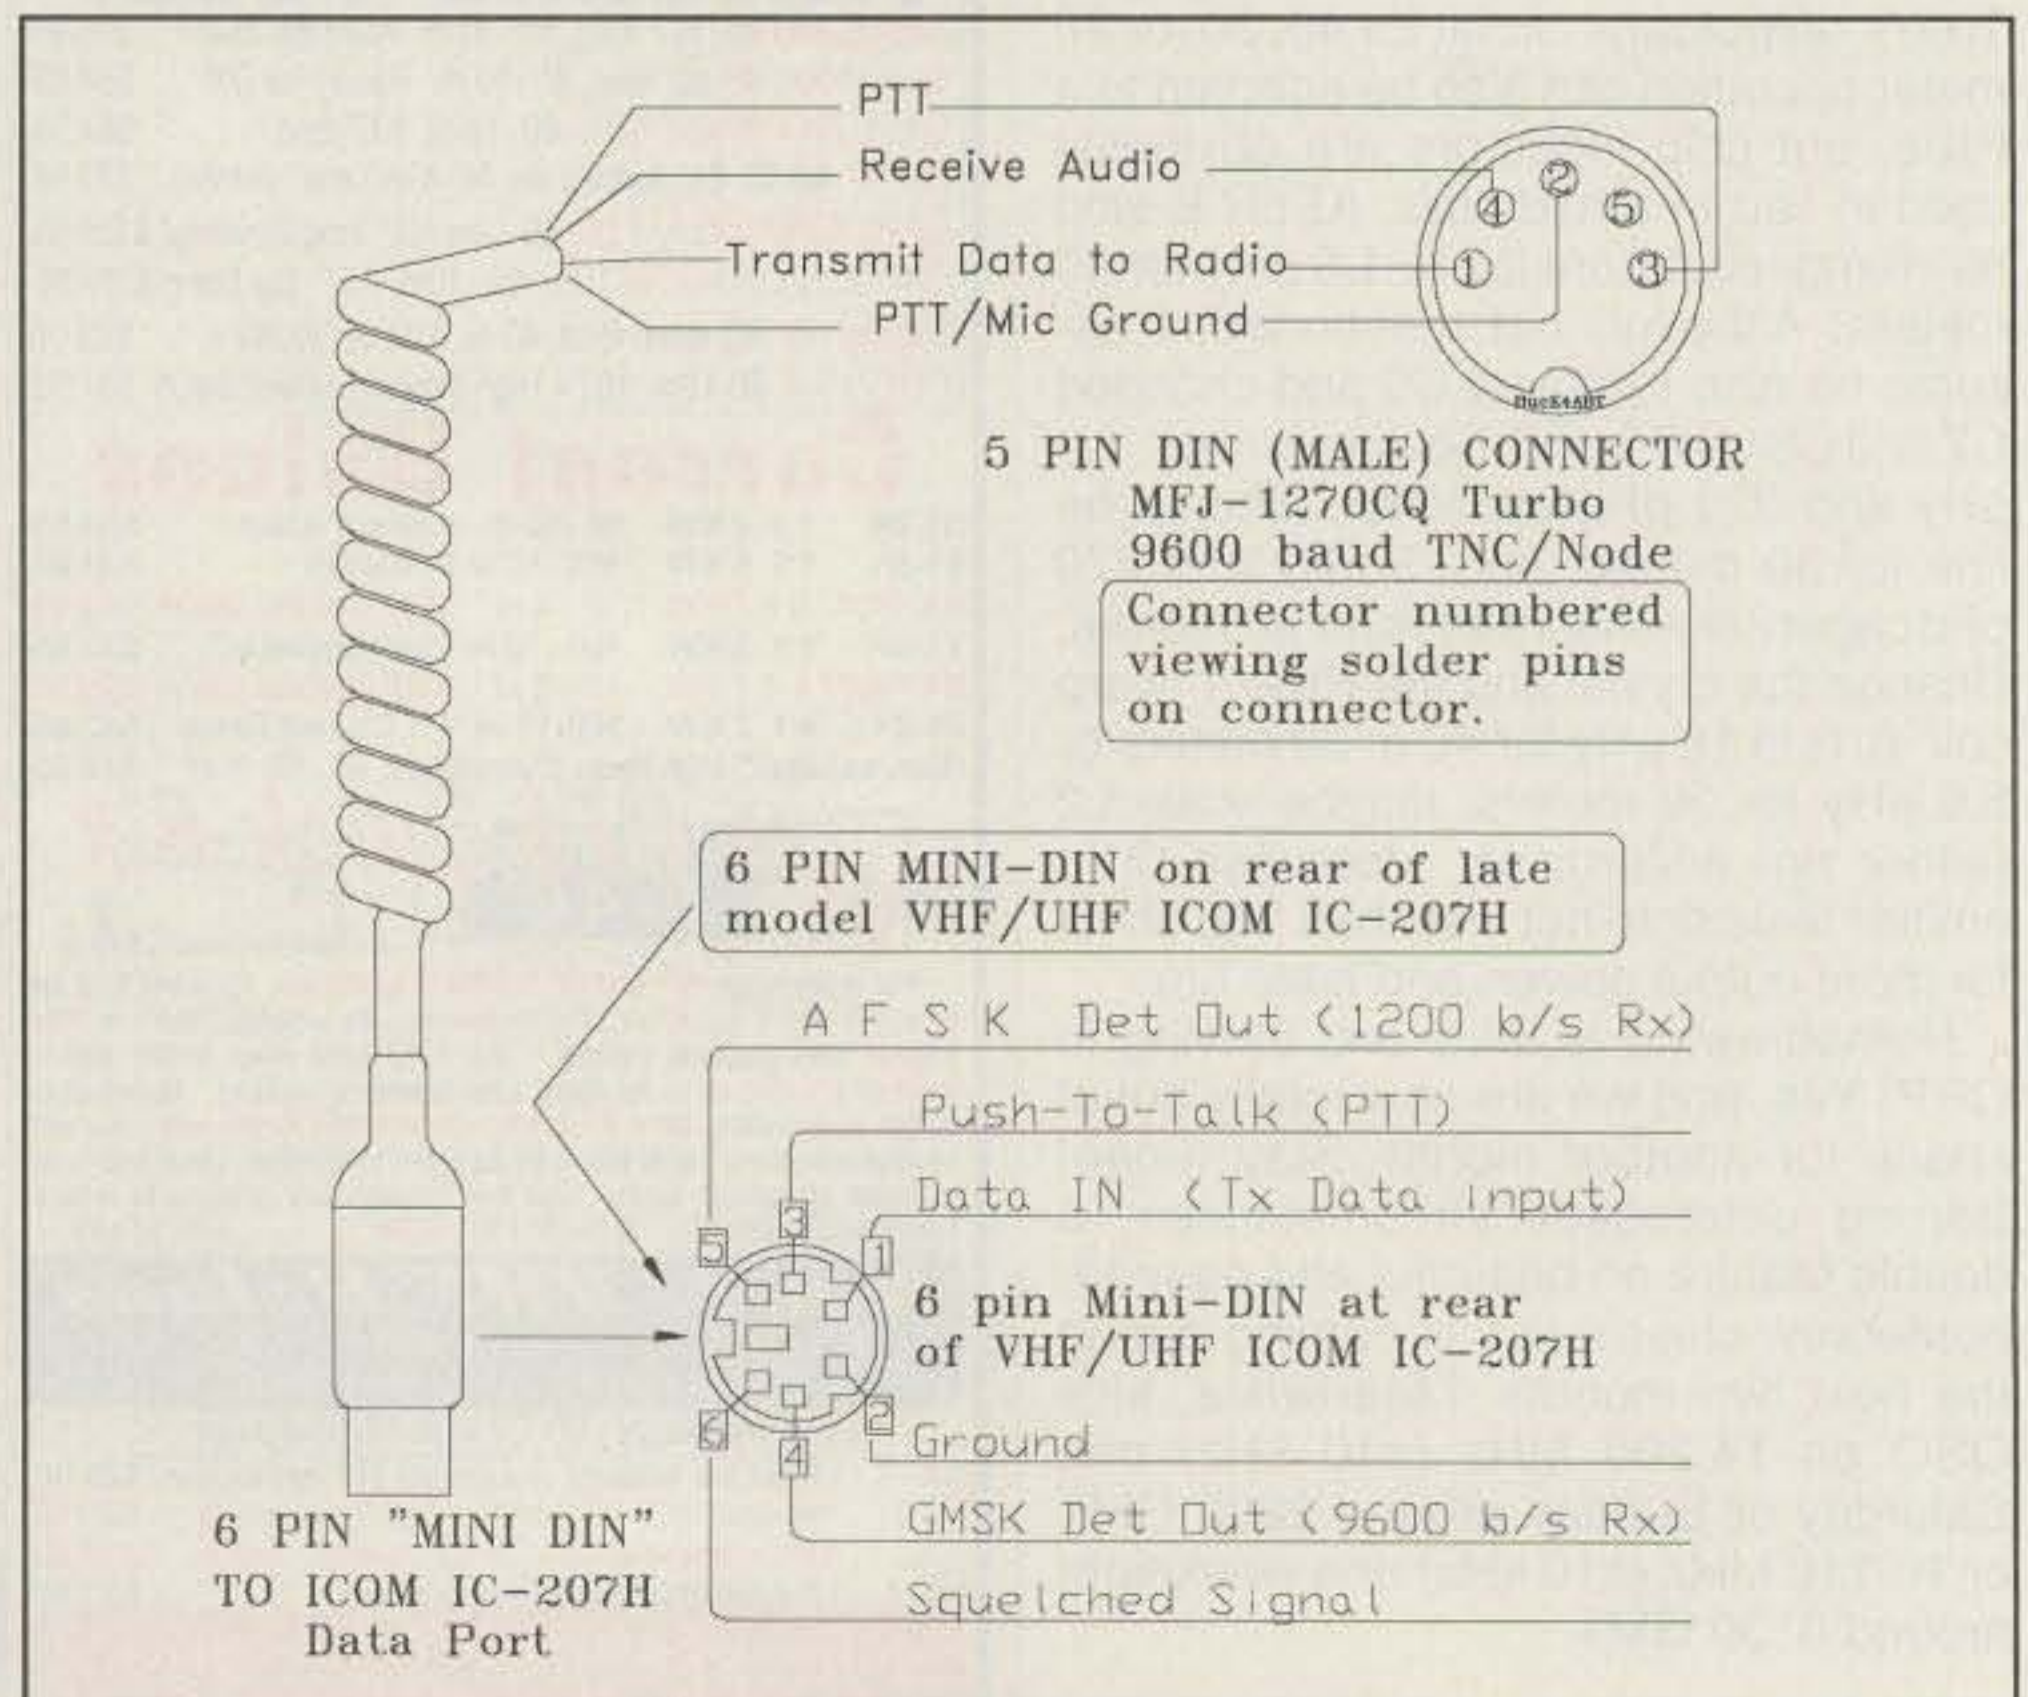 PTT
Receive Audio
Transmit Data to Radio
PTT/Mic Ground
4
2
5
1
3
5 PIN DIN (MALE) CONNECTOR
MFJ-1270CQ Turbo
9600 baud TNC/Node
Connector numbered
viewing solder pins
on connector.
6 PIN MINI-DIN on rear of late
model VHF/UHF ICOM IC-207H
A F S K Det Out (1200 b/s Rx)
Push-To-Talk (PTT)
Data IN (Tx Data input)
5
3
1
6 pin Mini-DIN at rear
of VHF/UHF ICOM IC-207H
6
4
2
Ground
GMSK Det Out (9600 b/s Rx)
Squelched Signal
6 PIN "MINI DIN"
TO ICOM IC-207H
Data Port